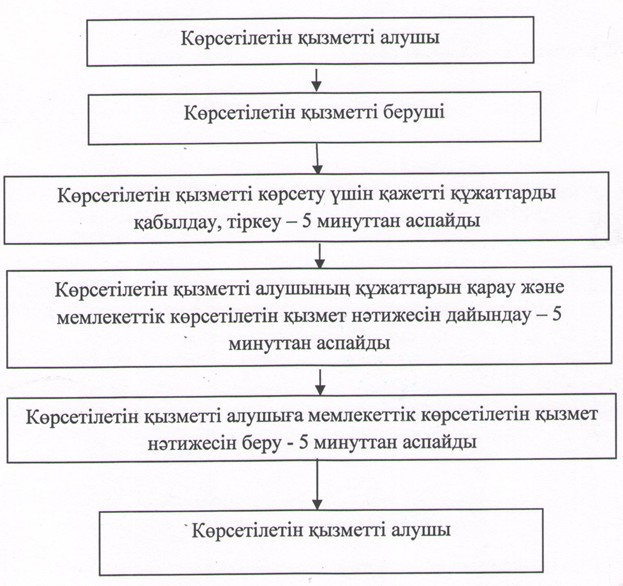 Көрсетілетін қызметті алушы
Көрсетілетін қызметті беруші
Көрсетілетін қызметті көрсету үшін қажетті құжаттарды
қабылдау, тіркеу – 5 минуттан аспайды
Көрсетілетін қызметті алушының құжаттарын қарау және
мемлекеттік көрсетілетін қызмет нәтижесін дайындау – 5
минуттан аспайды
Көрсетілетін қызметті алушыға мемлекеттік көрсетілетін қызмет
нәтижесін беру - 5 минуттан аспайды
Көрсетілетін қызметті алушы